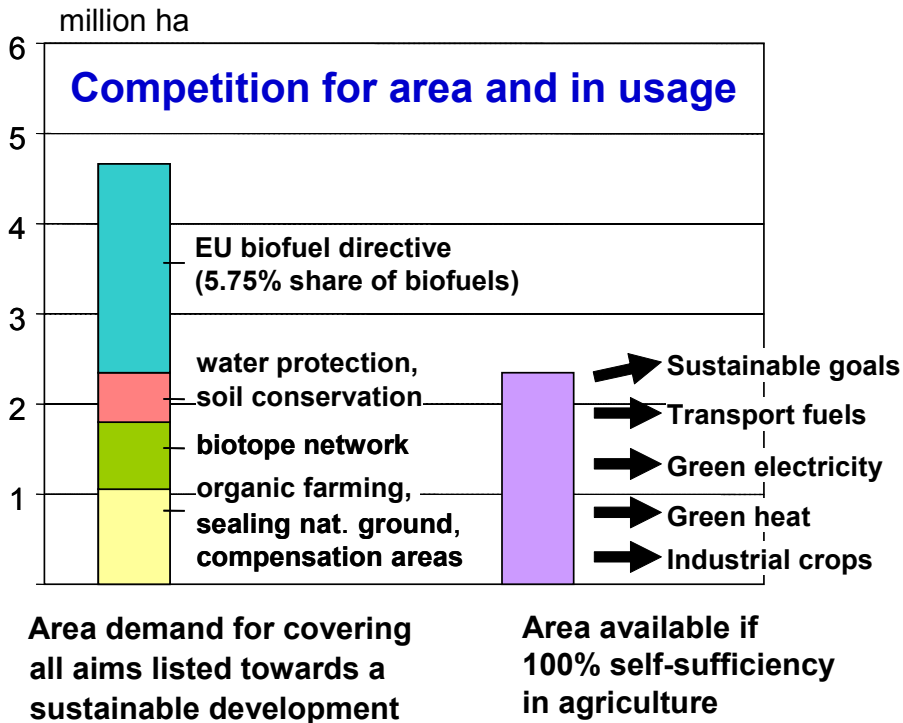 million ha
6
Competition for area and in usage
5
4
EU biofuel directive
(5.75% share of biofuels)
3
water protection,
soil conservation
2
biotope network
organic farming,
1
sealing nat. ground,
compensation areas
Sustainable goals
Transport fuels
Green electricity
Green heat
Industrial crops
Area demand for covering
all aims listed towards a
sustainable development
Area available if
100% self-sufficiency
in agriculture